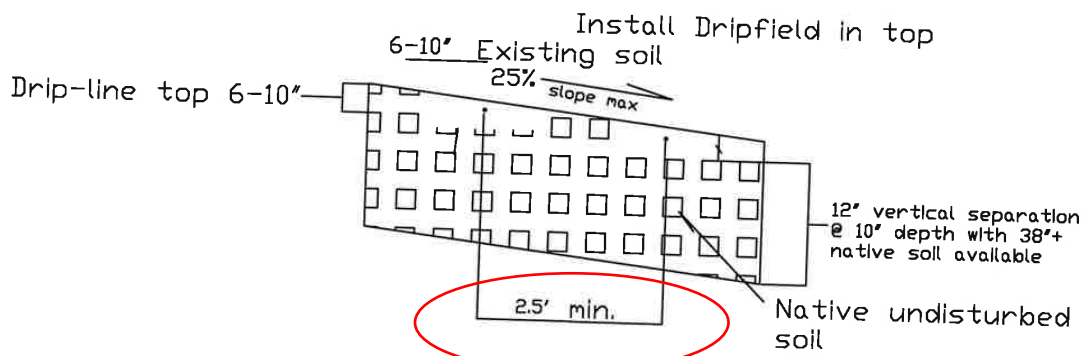 Install Dripfield in top
6-10" Existing soil
25%
slope max
Drip-line top 6-10"
12" vertical separation
@ 10" depth with 38"+
native soil available
2.5' min.
Native undisturbed
soil